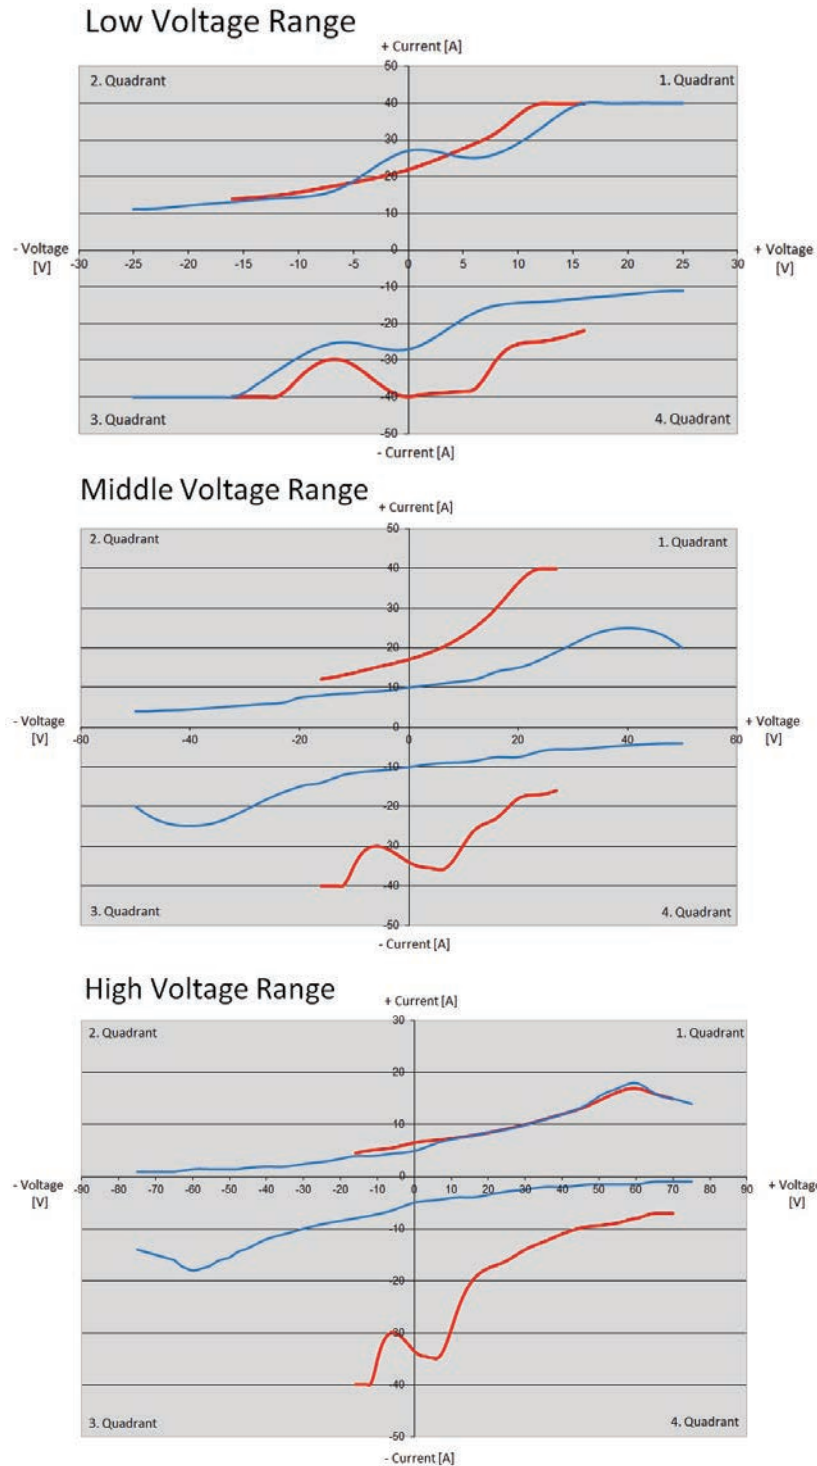 Low Voltage Range
+ Current [A]
50
2. Quadrant
1. Quadrant
40
30
20
10
- Voltage
[V]
0
+ Voltage
[V]
-30 -25 -20 -15 -10 -5 0 5 10 15 20 25 30
-10
-20
-30
-40
3. Quadrant
4. Quadrant
-50
- Current [A]
Middle Voltage Range
+ Current [A]
50
2. Quadrant
1. Quadrant
40
30
20
10
- Voltage
[V]
0
+ Voltage
[V]
-60 -40 -20 0 20 40 60
-10
-20
-30
-40
3. Quadrant
4. Quadrant
-50
- Current [A]
High Voltage Range
+ Current [A]
30
2. Quadrant
1. Quadrant
20
10
- Voltage
[V]
0
+ Voltage
[V]
-90 -80 -70 -60 -50 -40 -30 -20 -10 0 10 20 30 40 50 60 70 80 90
-10
-20
-30
-40
3. Quadrant
4. Quadrant
-50
- Current [A]